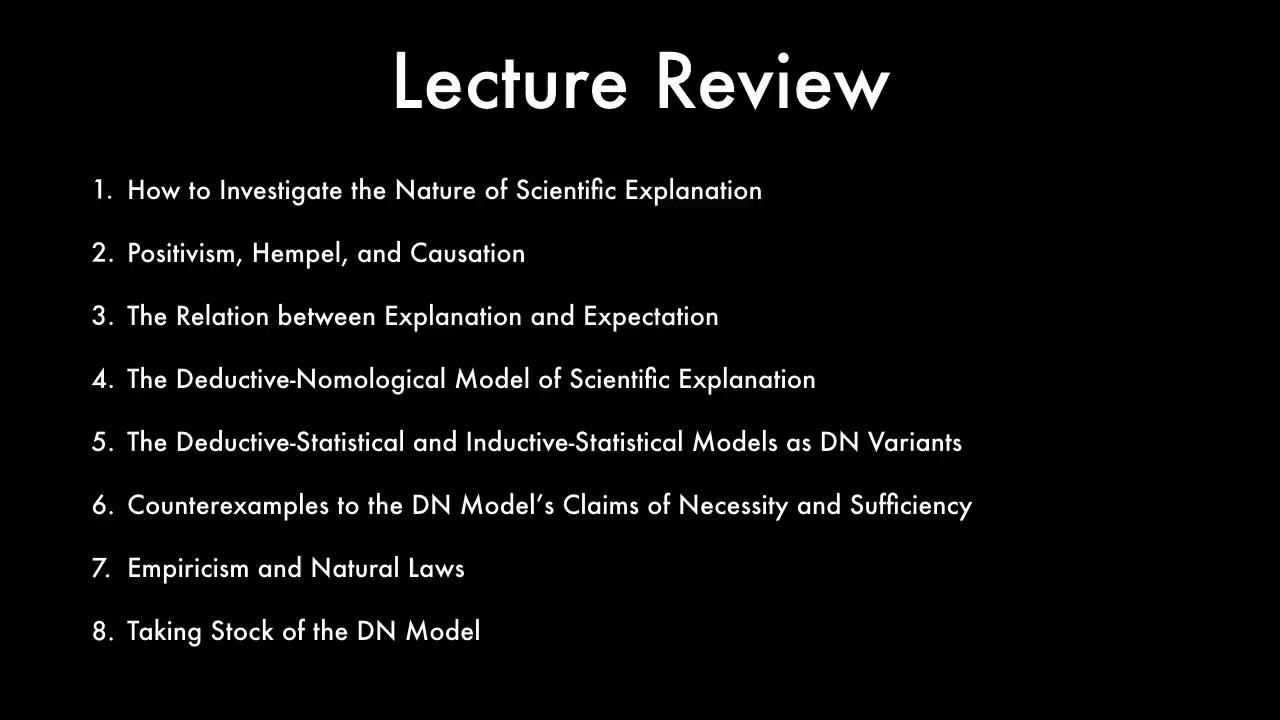 Lecture Review
1. How to Investigate the Nature of Scientific Explanation
2. Positivism, Hempel, and Causation
3. The Relation between Explanation and Expectation
4. The Deductive-Nomological Model of Scientific Explanation
5. The Deductive-Statistical and Inductive-Statistical Models as DN Variants
6. Counterexamples to the DN Model’s Claims of Necessity and Sufficiency
7. Empiricism and Natural Laws
8. Taking Stock of the DN Model